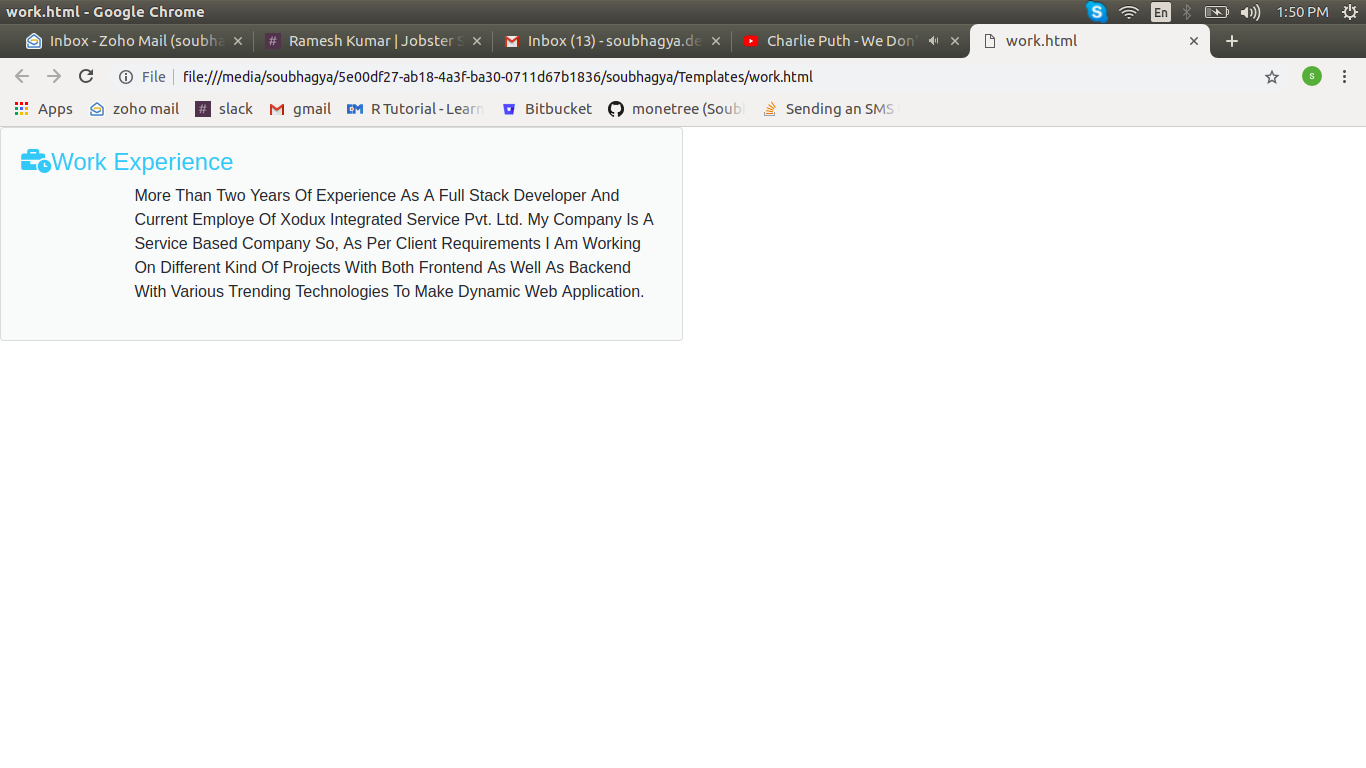 work.html - Google Chrome
En
1:50 PM
Inbox - Zoho Mail (soubha
Ramesh Kumar | Jobster S
Inbox (13) - soubhagya.de
Charlie Puth - We Don'
work.html
File
file:///media/soubhagya/5e00df27-ab18-4a3f-ba30-0711d67b1836/soubhagya/Templates/work.html
S
Apps
zoho mail
slack
gmail
R Tutorial - Learn
Bitbucket
monetree (Soubl
Sending an SMS
Work Experience
More Than Two Years Of Experience As A Full Stack Developer And
Current Employe Of Xodux Integrated Service Pvt. Ltd. My Company Is A
Service Based Company So, As Per Client Requirements I Am Working
On Different Kind Of Projects With Both Frontend As Well As Backend
With Various Trending Technologies To Make Dynamic Web Application.